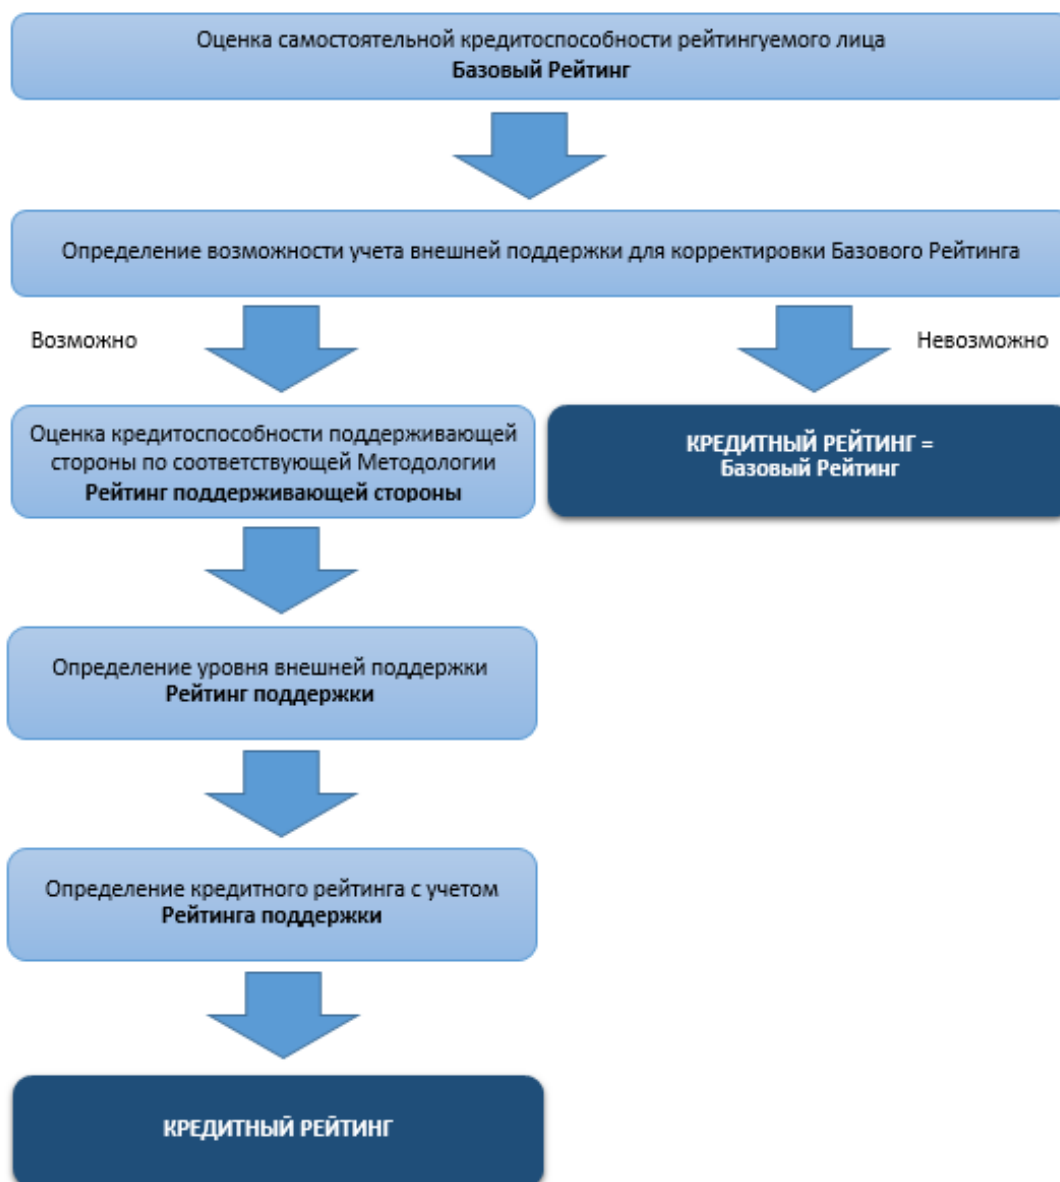 Оценка самостоятельной кредитоспособности рейтингуемого лица
Базовый Рейтинг
Определение возможности учета внешней поддержки для корректировки Базового Рейтинга
Возможно
Невозможно
Оценка кредитоспособности поддерживающей
стороны по соответствующей Методологии
Рейтинг поддерживающей стороны
КРЕДИТНЫЙ РЕЙТИНГ =
Базовый Рейтинг
Определение уровня внешней поддержки
Рейтинг поддержки
Определение кредитного рейтинга с учетом
Рейтинга поддержки
КРЕДИТНЫЙ РЕЙТИНГ